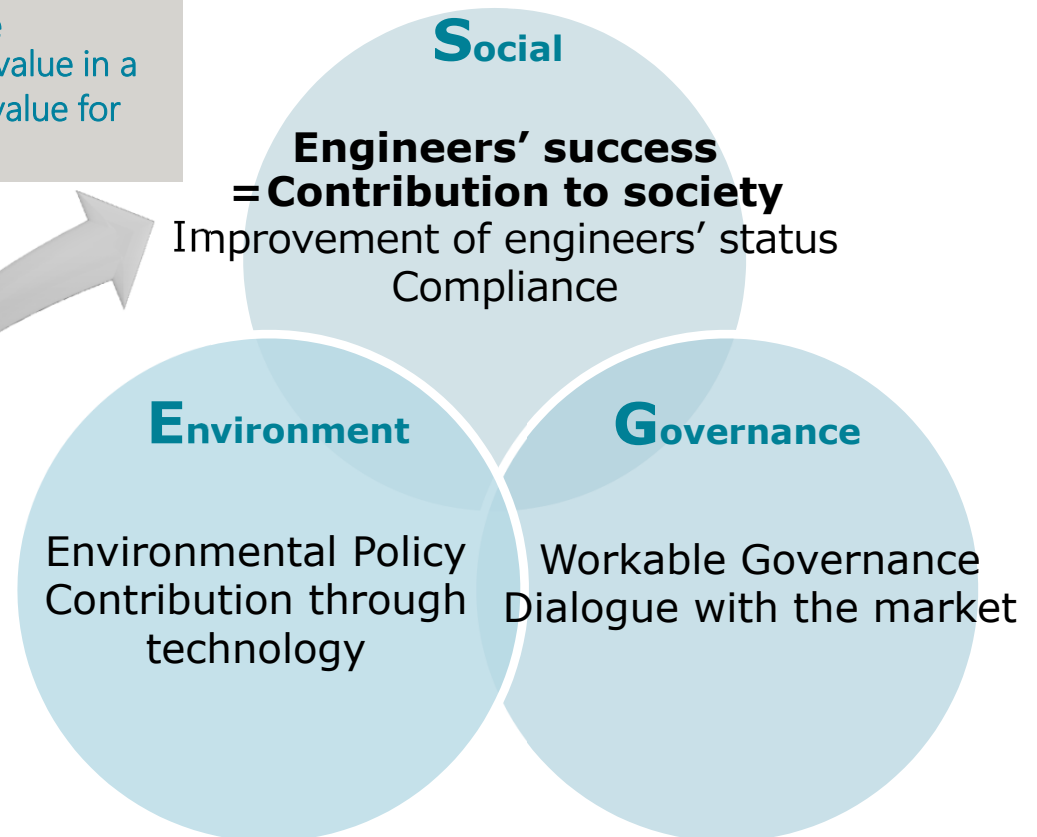 value in a
value for
Social
Engineers’ success
=Contribution to society
Improvement of engineers’ status
Compliance
Environment
Governance
Environmental Policy
Contribution through
technology
Workable Governance
Dialogue with the market